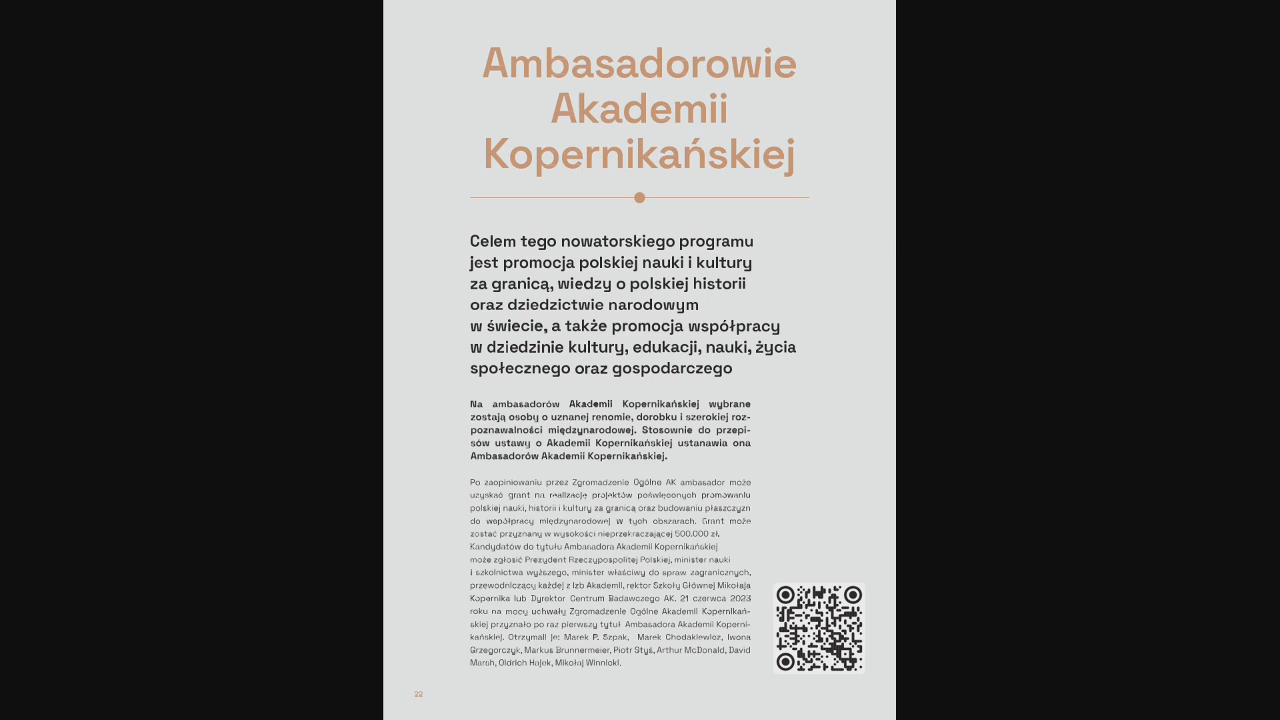 Ambasadorowie
Akademii
Kopernikańskiej
Celem tego nowatorskiego programu
jest promocja polskiej nauki i kultury
za granicą, wiedzy o polskiej historii
oraz dziedzictwie narodowym
w świecie, a także promocja współpracy
w dziedzinie kultury, edukacji, nauki, życia
społecznego oraz gospodarczego
Na ambasadorów Akademii Kopernikańskiej wybrane
zostają osoby o uznanej renomie, dorobku i szerokiej roz-
poznawalności międzynarodowej. Stosownie do przepi-
sów ustawy o Akademii Kopernikańskiej ustanawia ona
Ambasadorów Akademii Kopernikańskiej.
Po zaopiniowaniu przez Zgromadzenie Ogólne AK ambasador może
uzyskać grant na realizację projektów poświęconych promowaniu
polskiej nauki, historii i kultury za granicą oraz budowaniu płaszczyzn
do współpracy międzynarodowej w tych obszarach. Grant może
zostać przyznany w wysokości nieprzekraczającej 500.000 zł.
Kandydatów do tytułu Ambasadora Akademii Kopernikańskiej
może zgłosić Prezydent Rzeczypospolitej Polskiej, minister nauki
i szkolnictwa wyższego, minister właściwy do spraw zagranicznych,
przewodniczący każdej z Izb Akademii, rektor Szkoły Głównej Mikołaja
Kopernika lub Dyrektor Centrum Badawczego AK. 21 czerwca 2023
roku na mocy uchwały Zgromadzenie Ogólne Akademii Kopernikań-
skiej przyznało po raz pierwszy tytuł Ambasadora Akademii Koperni-
kańskiej. Otrzymali je: Marek P. Szpak, Marek Chodakiewicz, Iwona
Grzegorczyk, Markus Brunnermeier, Piotr Styś, Arthur McDonald, David
Marsh, Oldrich Hajek, Mikołaj Winnicki.
22